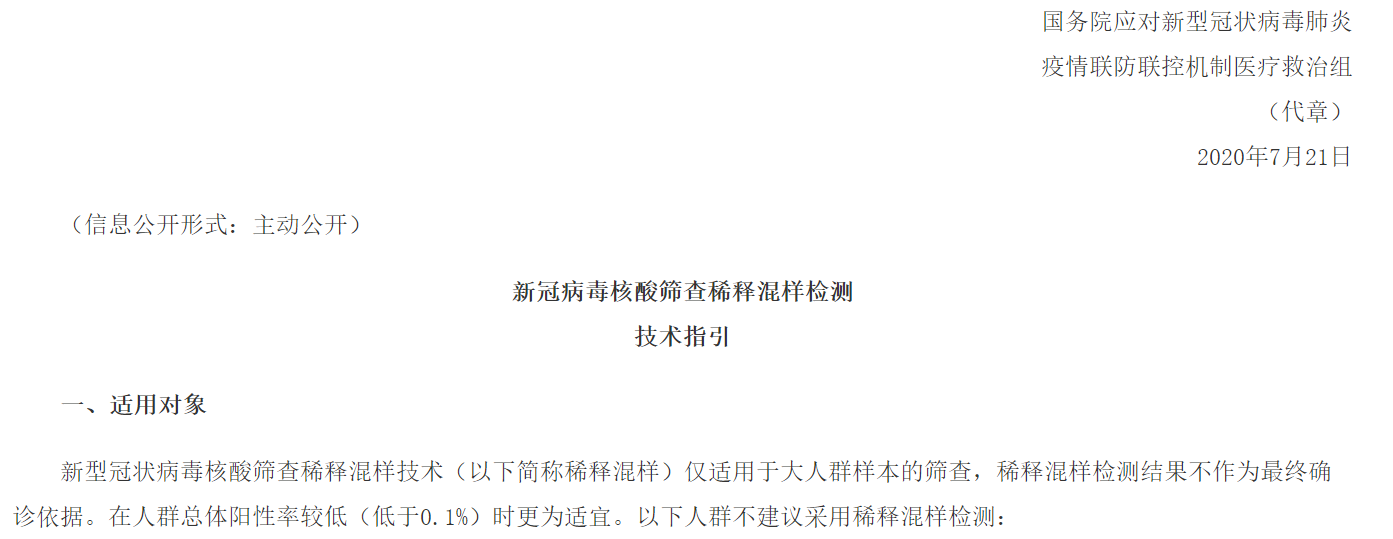 国务院应对新型冠状病毒肺炎
疫情联防联控机制医疗救治组
（代章）
2020年7月21日
（信息公开形式：主动公开）
新冠病毒核酸筛查稀释混样检测
技术指引
一、适用对象
新型冠状病毒核酸筛查稀释混样技术（以下简称稀释混样）仅适用于大人群样本的筛查，稀释混样检测结果不作为最终确
诊依据。在人群总体阳性率较低（低于0.1%）时更为适宜。以下人群不建议采用稀释混样检测：